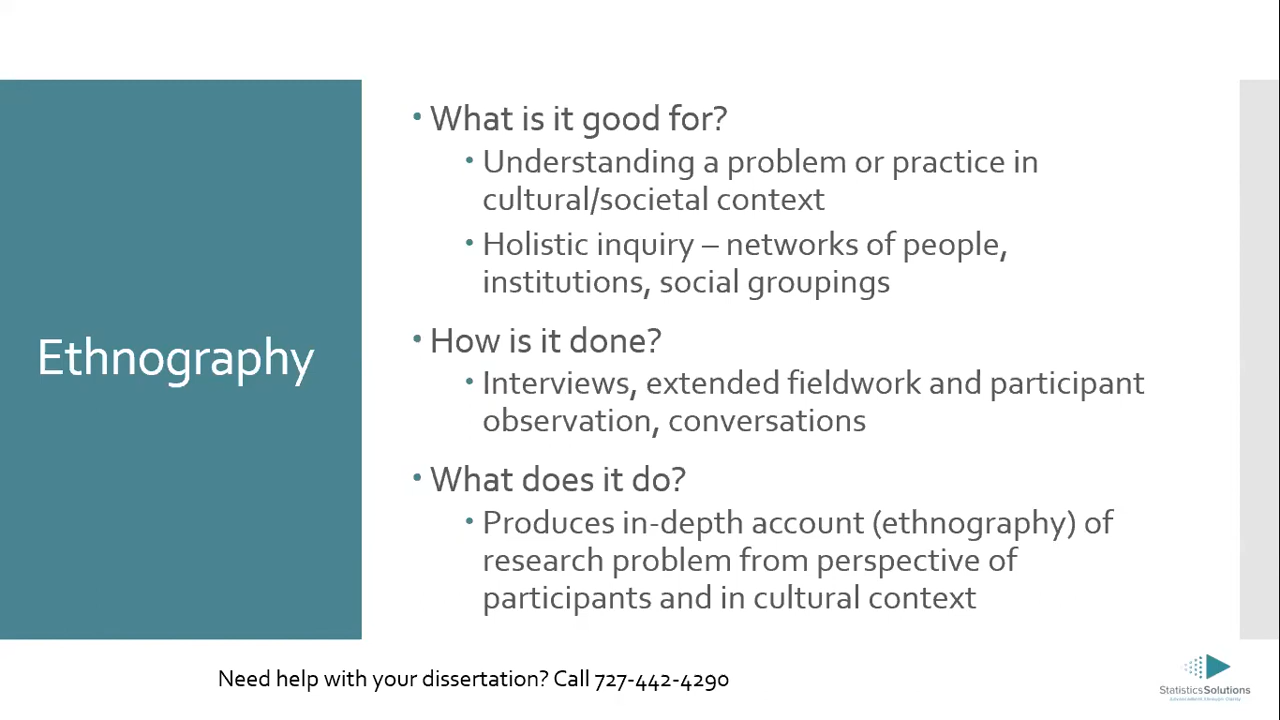 Ethnography
• What is it good for?
• Understanding a problem or practice in
cultural/societal context
• Holistic inquiry – networks of people,
institutions, social groupings
• How is it done?
• Interviews, extended fieldwork and participant
observation, conversations
• What does it do?
• Produces in-depth account (ethnography) of
research problem from perspective of
participants and in cultural context
Need help with your dissertation? Call 727-442-4290
StatisticsSolutions